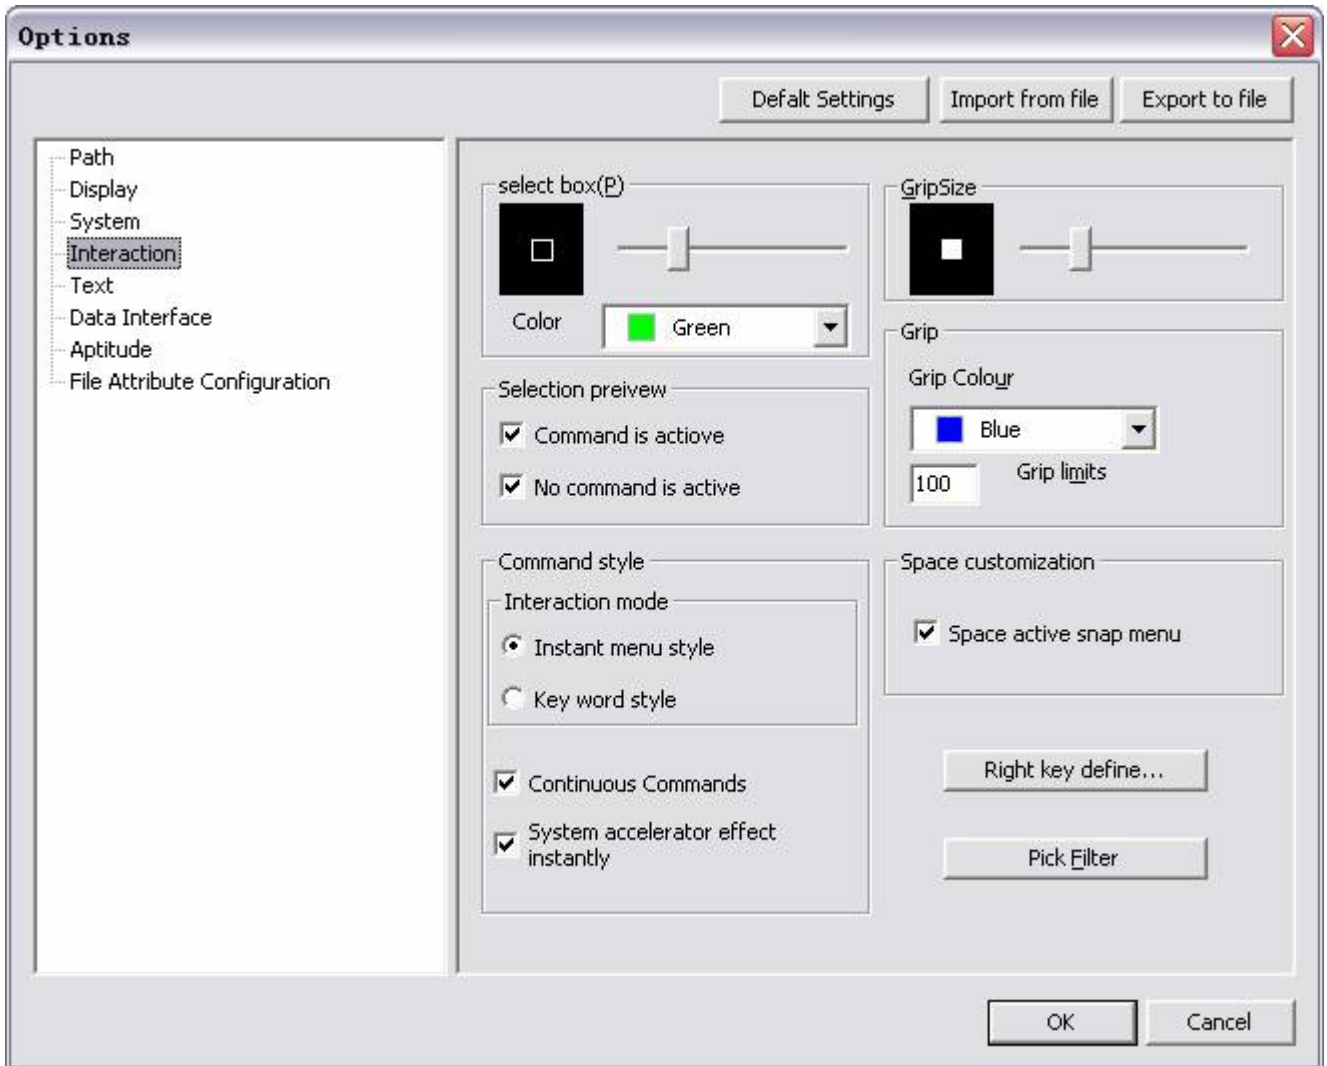 Options
Defalt Settings
Import from file
Export to file
Path
Display
System
Interaction
Text
Data Interface
Aptitude
File Attribute Configuration
select box(P)
Color
Green
GripSize
Grip
Grip Colour
Blue
100
Grip limits
Selection preivew
Command is actiove
No command is active
Command style
Interaction mode
Instant menu style
Key word style
Continuous Commands
System accelerator effect
instantly
Space customization
Space active snap menu
Right key define...
Pick Filter
OK
Cancel